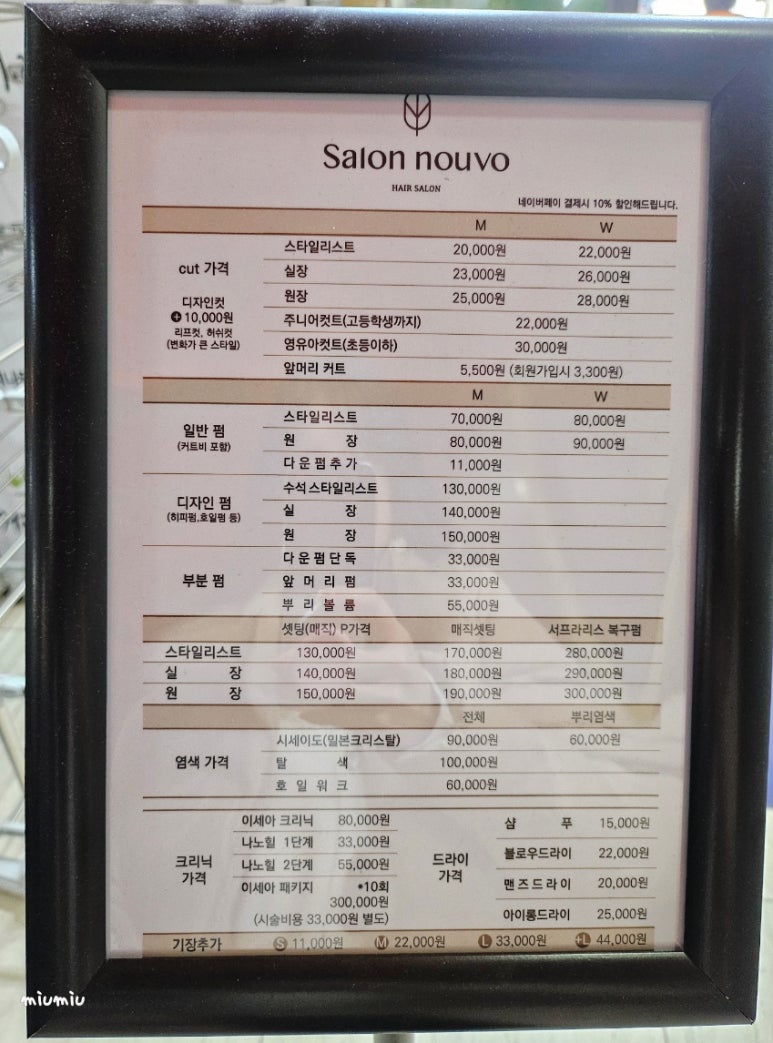 Salon nouvo
HAIR SALON
네이버페이 결제시 10% 할인해드립니다.
M W
cut 가격
디자인컷
+ 10,000원
리프컷, 허쉬컷
(변화가 큰 스타일)
스타일리스트 20,000원 22,000원
실장 23,000원 26,000원
원장 25,000원 28,000원
주니어컷트(고등학생까지) 22,000원
영유아컷트(초등이하) 30,000원
앞머리 커트 5,500원 (회원가입시 3,300원)
M W
일반 펌
(커트비 포함)
스타일리스트 70,000원 80,000원
원 장 80,000원 90,000원
다운펌추가 11,000원
디자인 펌
(히피펌,호일펌 등)
수석스타일리스트 130,000원
실 장 140,000원
원 장 150,000원
부분 펌
다운펌단독 33,000원
앞 머 리 펌 33,000원
뿌 리 볼 륨 55,000원
셋팅(매직) P가격 매직셋팅 서프라리스 복구펌
스타일리스트 130,000원 170,000원 280,000원
실 장 140,000원 180,000원 290,000원
원 장 150,000원 190,000원 300,000원
전체 뿌리염색
염색 가격
시세이도(밀본크리스탈) 90,000원 60,000원
탈 색 100,000원
호 일 워 크 60,000원
크리닉
가격
이세아 크리닉 80,000원
나노힐 1단계 33,000원
나노힐 2단계 55,000원
이세아 패키지 *10회
300,000원
(시술비용 33,000원 별도)
드라이
가격
샴 푸 15,000원
블로우드라이 22,000원
맨즈드라이 20,000원
아이롱드라이 25,000원
기장추가 S 11,000원 M 22,000원 L 33,000원 +L 44,000원
miumiu